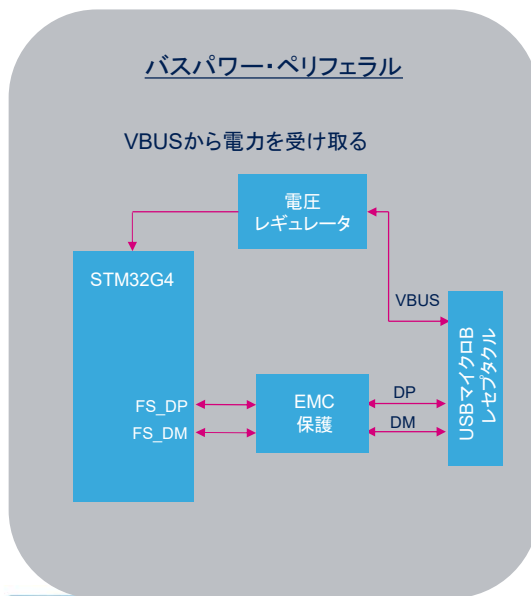 バスパワー・ペリフェラル
VBUSから電力を受け取る
電圧
レギュレータ
STM32G4
VBUS
USBマイクロB
レセプタクル
FS_DP
FS_DM
EMC
保護
DP
DM